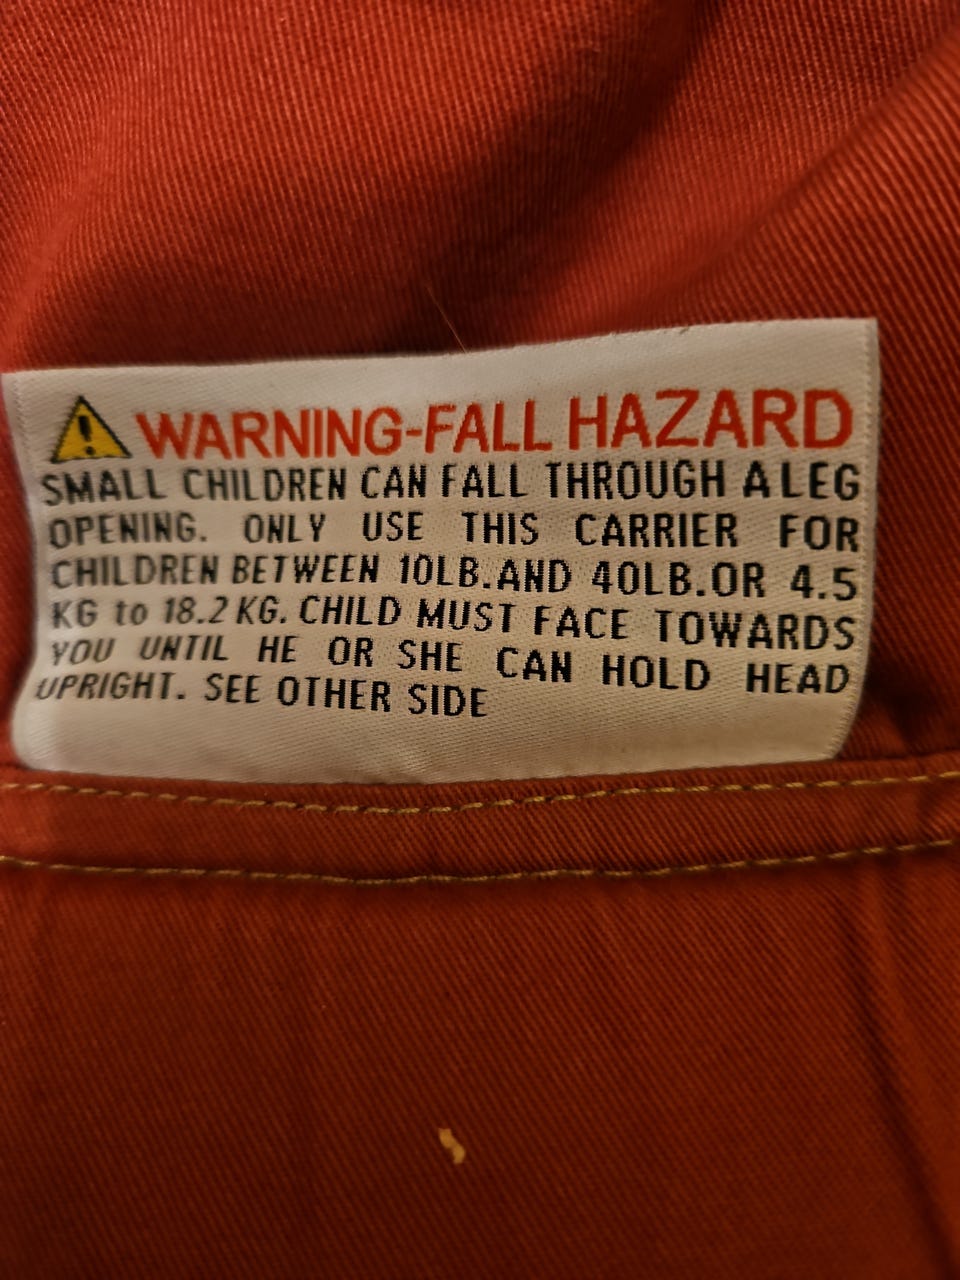 WARNING-FALL HAZARD
SMALL CHILDREN CAN FALL THROUGH A LEG
OPENING. ONLY USE THIS CARRIER FOR
CHILDREN BETWEEN 10LB.AND 40LB.OR 4.5
KG to 18.2 KG. CHILD MUST FACE TOWARDS
YOU UNTIL HE OR SHE CAN HOLD HEAD
UPRIGHT. SEE OTHER SIDE